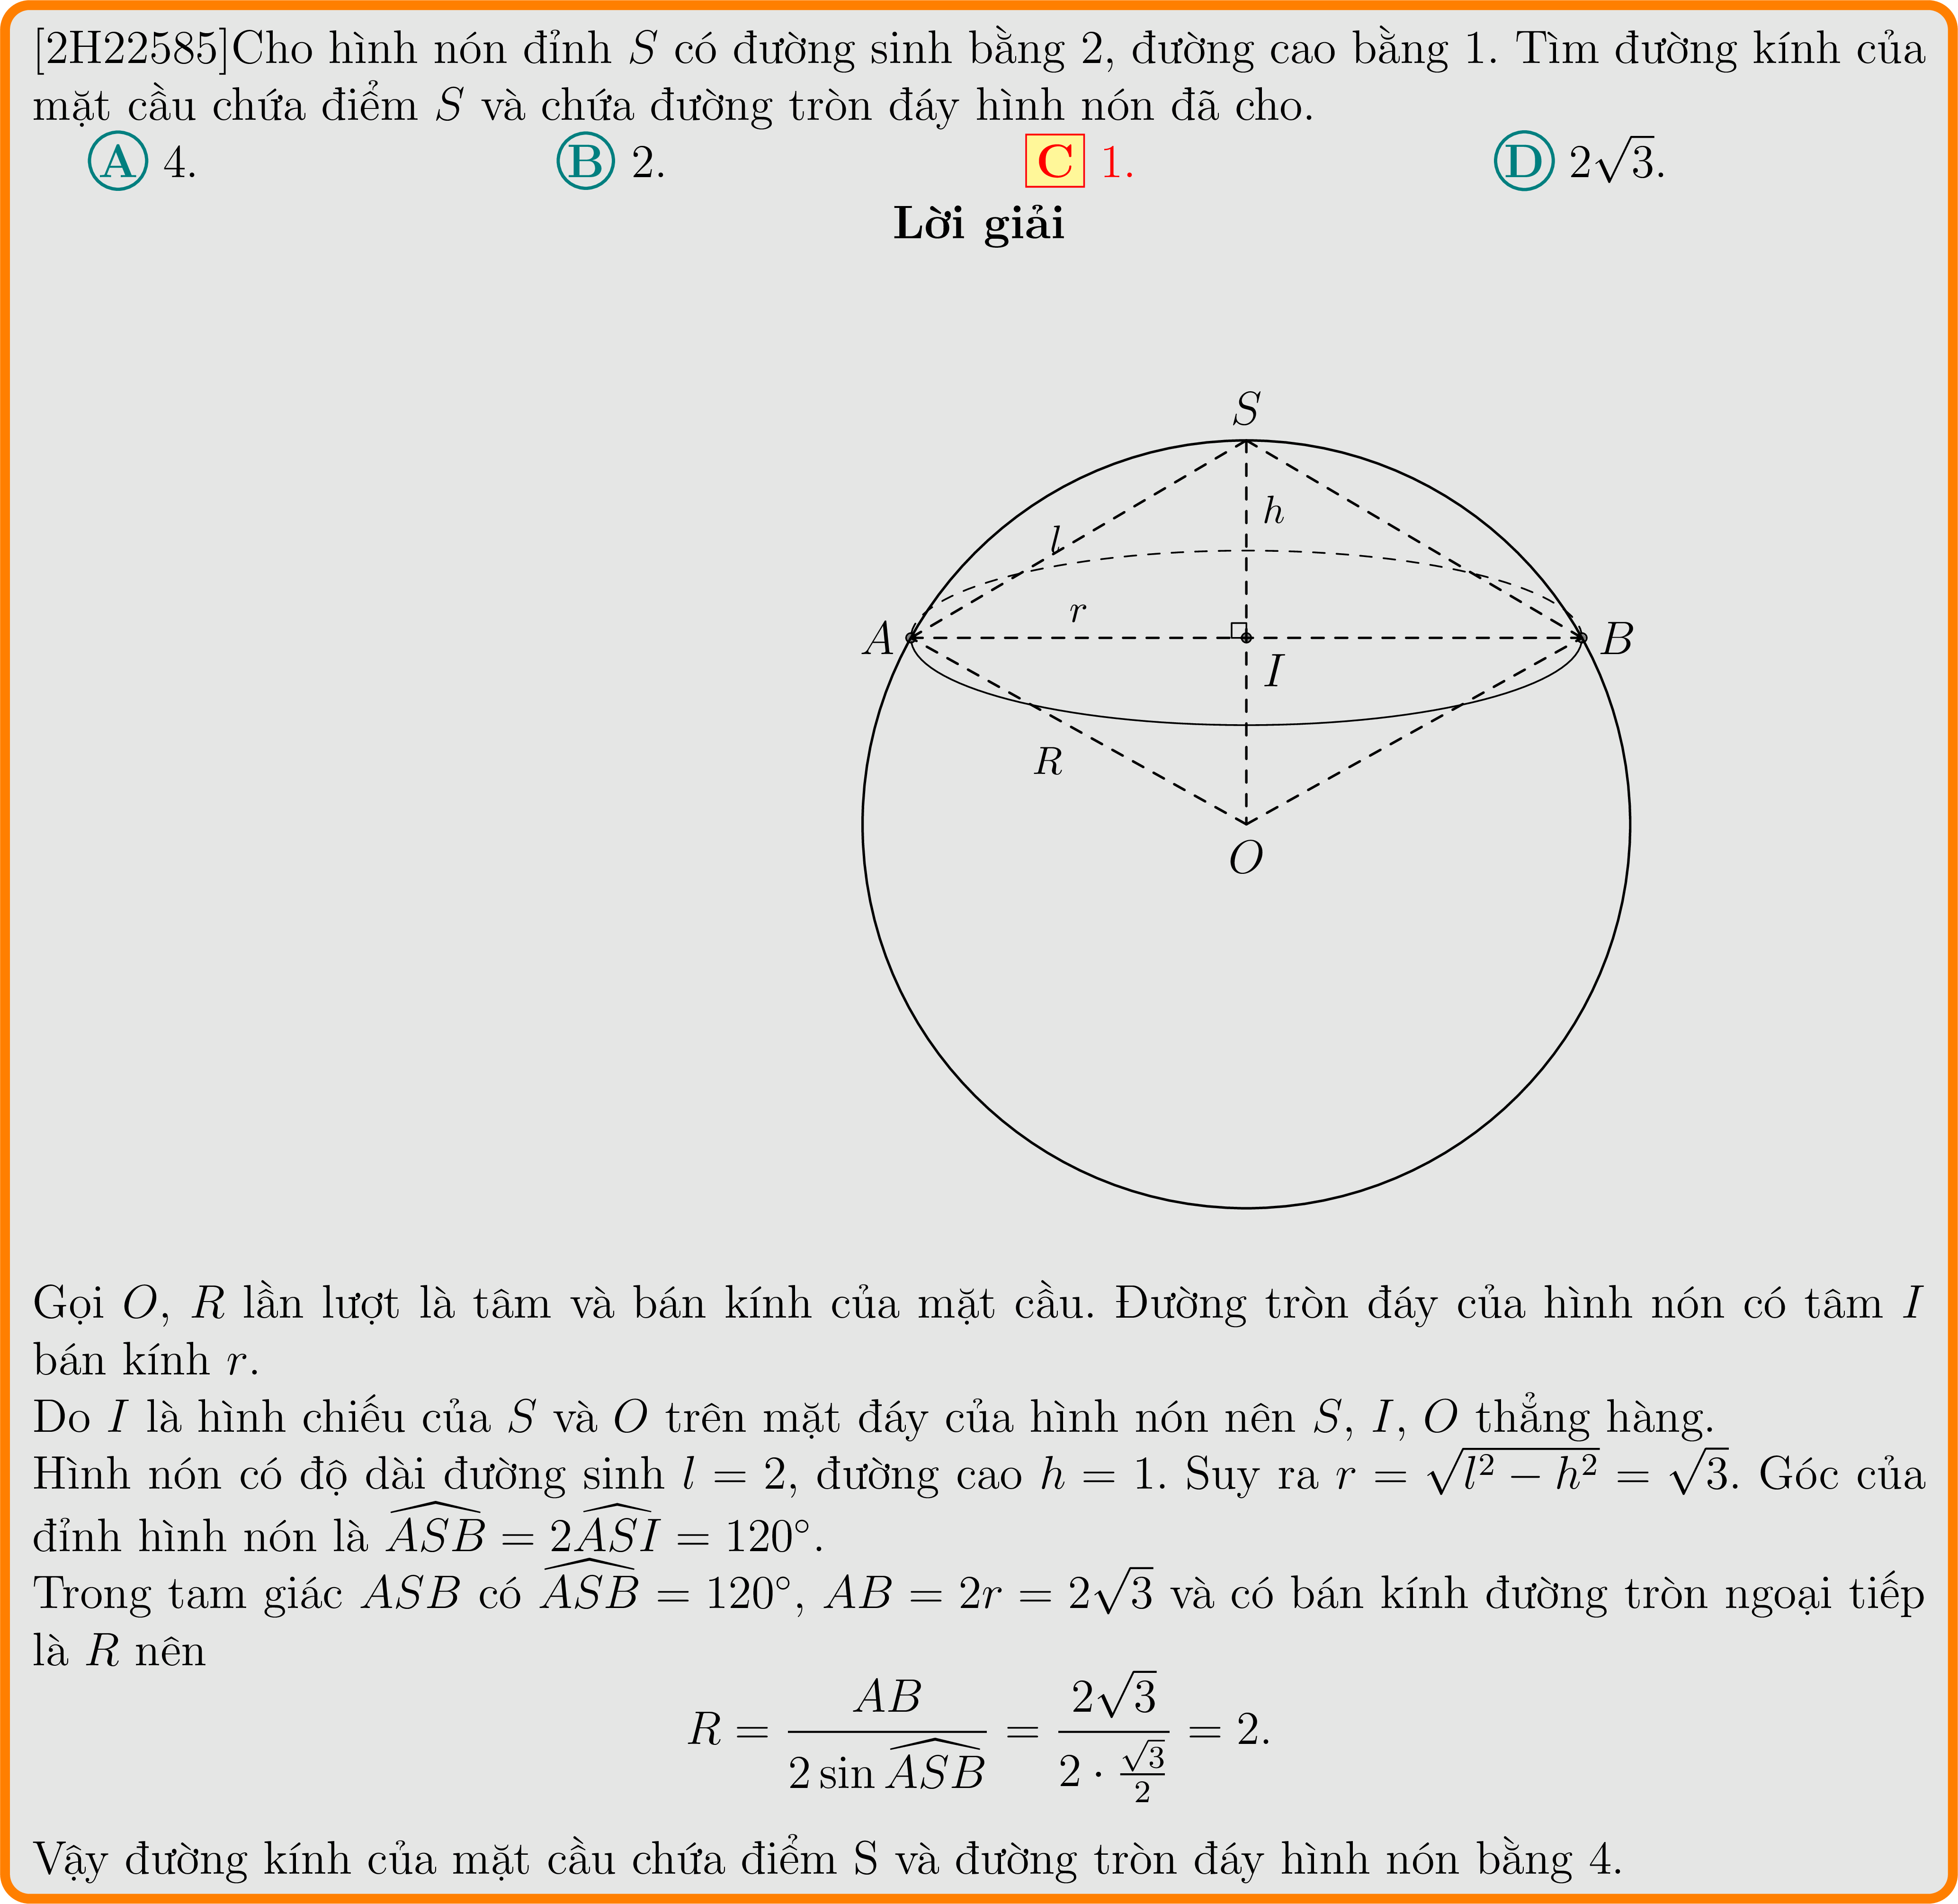 [2H22585]Cho hình nón đỉnh S có đường sinh bằng 2, đường cao bằng 1. Tìm đường kính của
mặt cầu chứa điểm S và chứa đường tròn đáy hình nón đã cho.
A 4. B 2. C 1. D 2√3.
Lời giải
S
h
l
r
A
B
I
R
O
Gọi O, R lần lượt là tâm và bán kính của mặt cầu. Đường tròn đáy của hình nón có tâm I
bán kính r.
Do I là hình chiếu của S và O trên mặt đáy của hình nón nên S, I, O thẳng hàng.
Hình nón có độ dài đường sinh l = 2, đường cao h = 1. Suy ra r = $\sqrt{l^2 - h^2}$ = √3. Góc của
đỉnh hình nón là $\widehat{ASB} = 2\widehat{ASI} = 120°$.
Trong tam giác ASB có $\widehat{ASB} = 120°$, AB = 2r = 2√3 và có bán kính đường tròn ngoại tiếp
là R nên
$R = \frac{AB}{2\sin\widehat{ASB}} = \frac{2\sqrt{3}}{2 \cdot \frac{\sqrt{3}}{2}} = 2.$
Vậy đường kính của mặt cầu chứa điểm S và đường tròn đáy hình nón bằng 4.